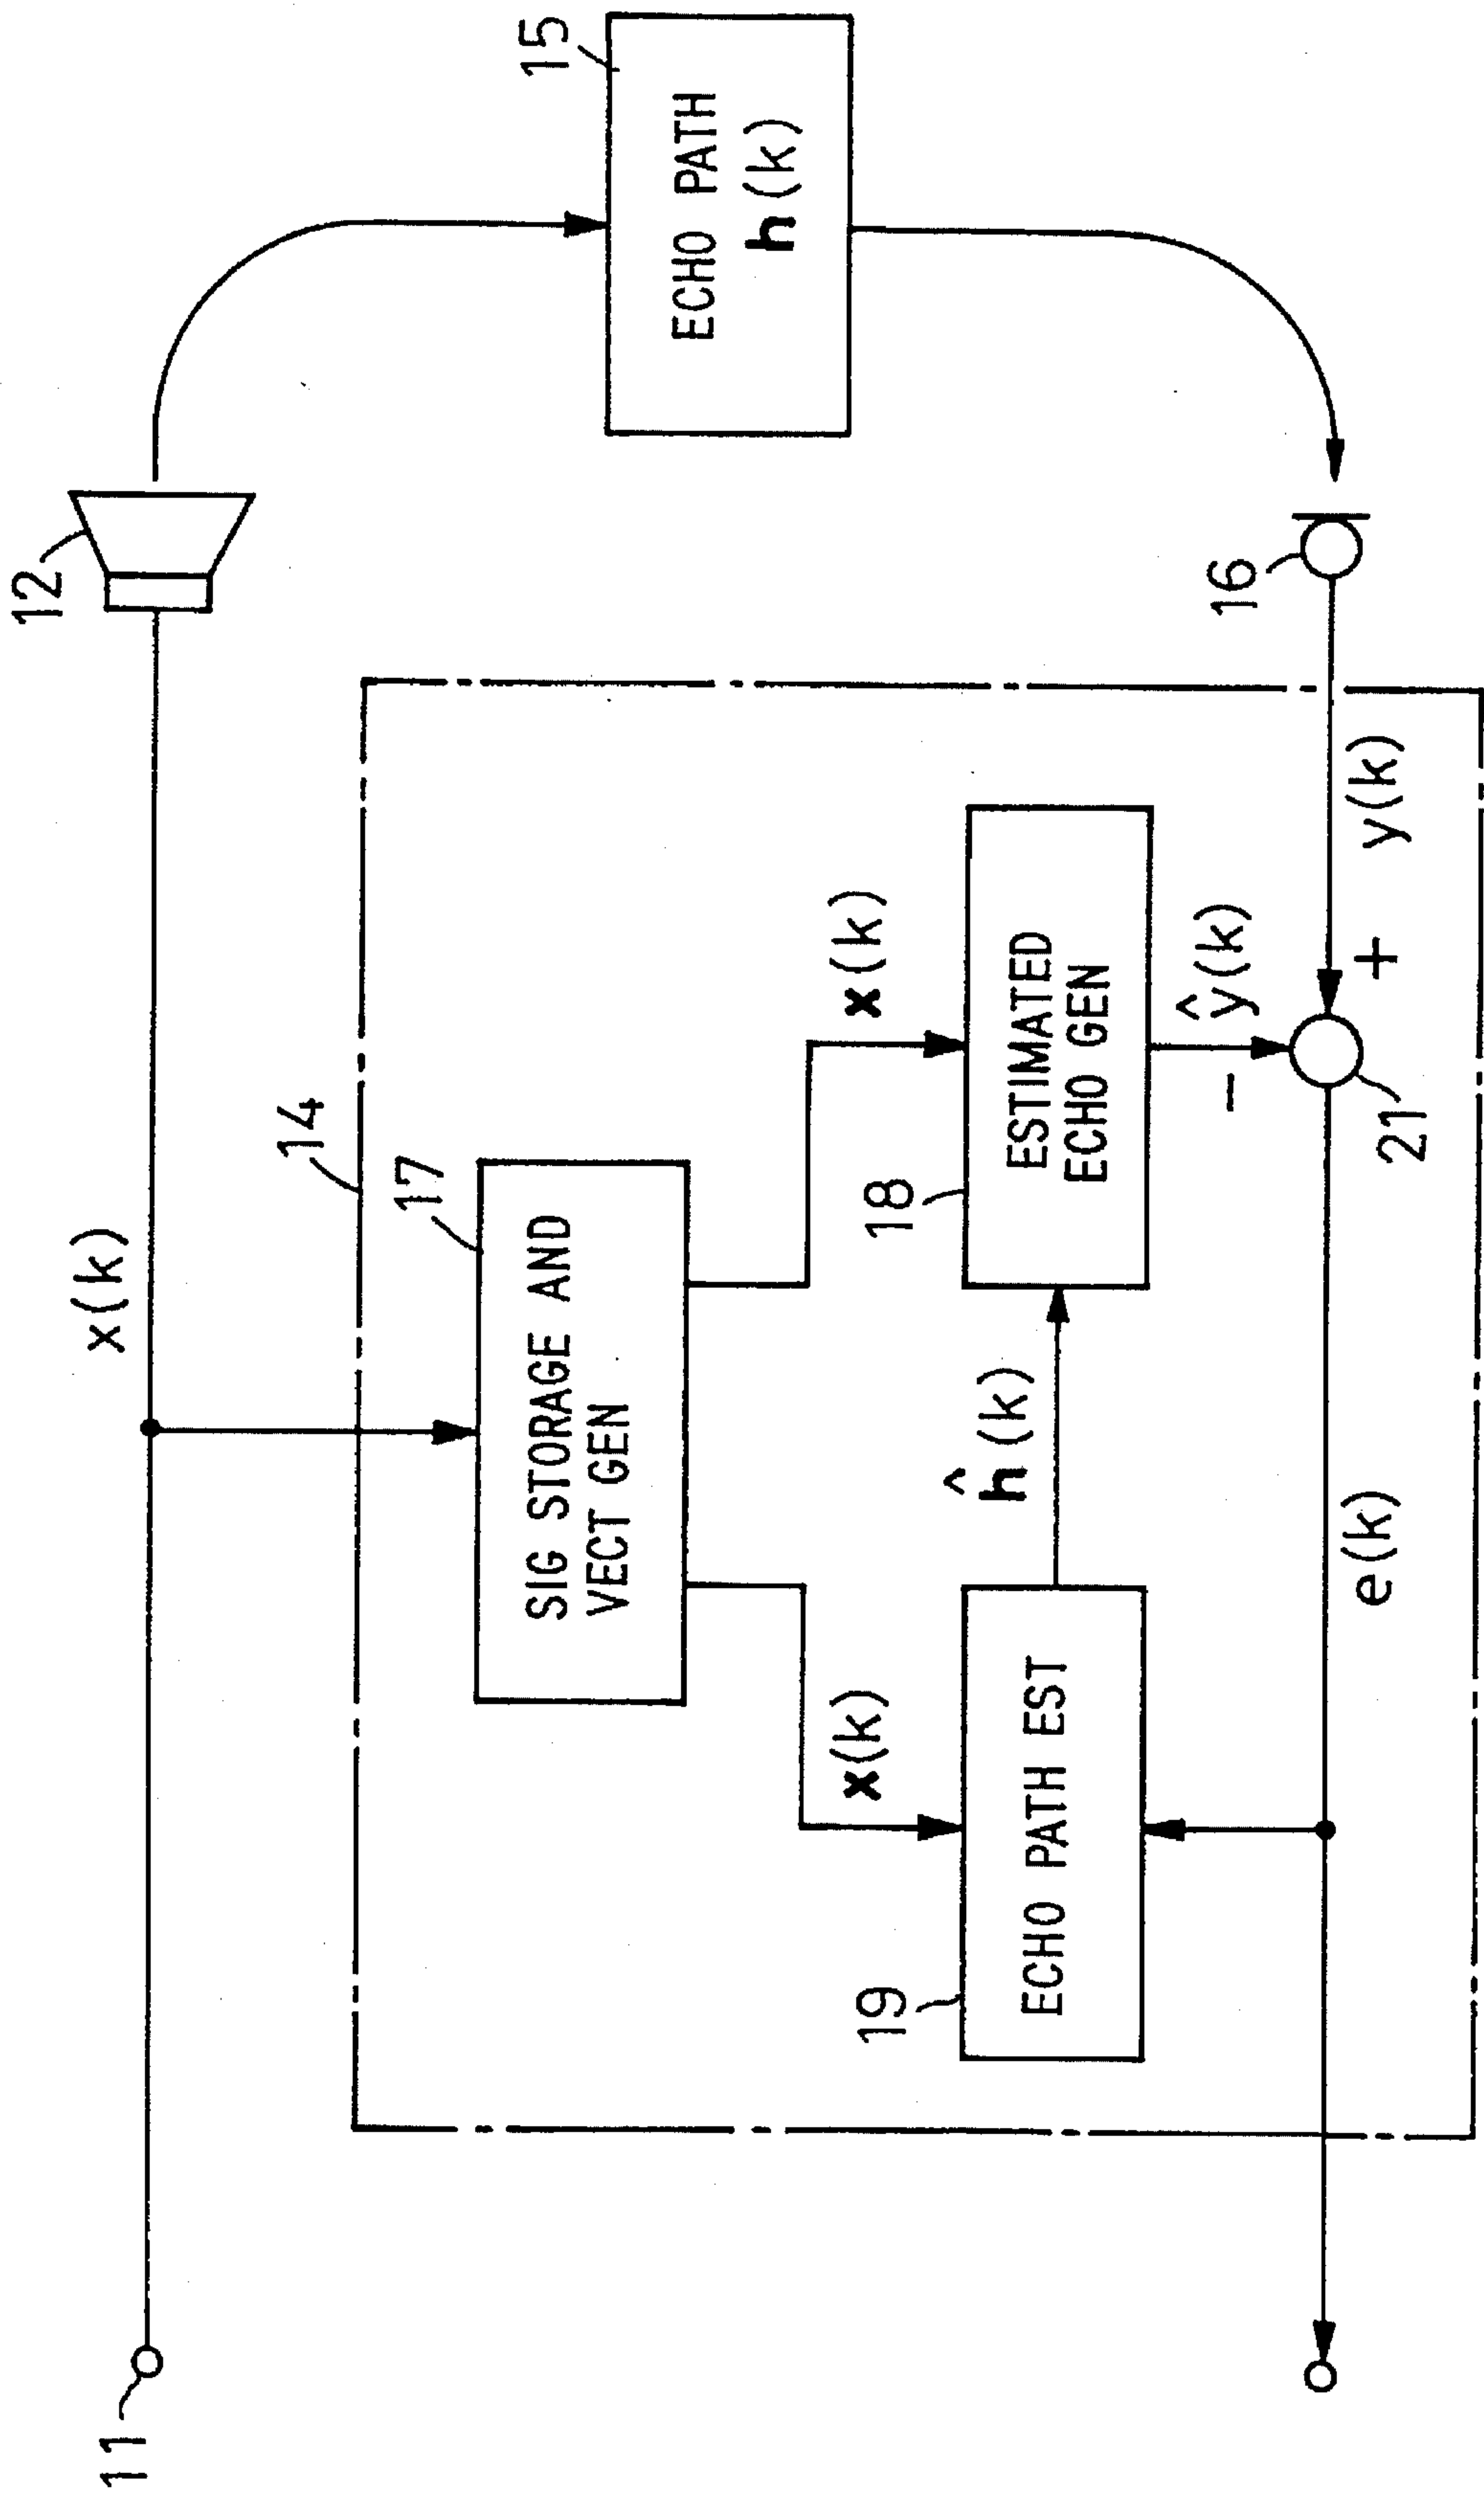 11
x(k)
12
14
17
SIG STORAGE AND
VECT GEN
15
ECHO PATH
h(k)
x(k)
x(k)
19
ECHO PATH EST
ĥ(k)
18
ESTIMATED
ECHO GEN
ŷ(k)
−
16
e(k)
21
+
y(k)